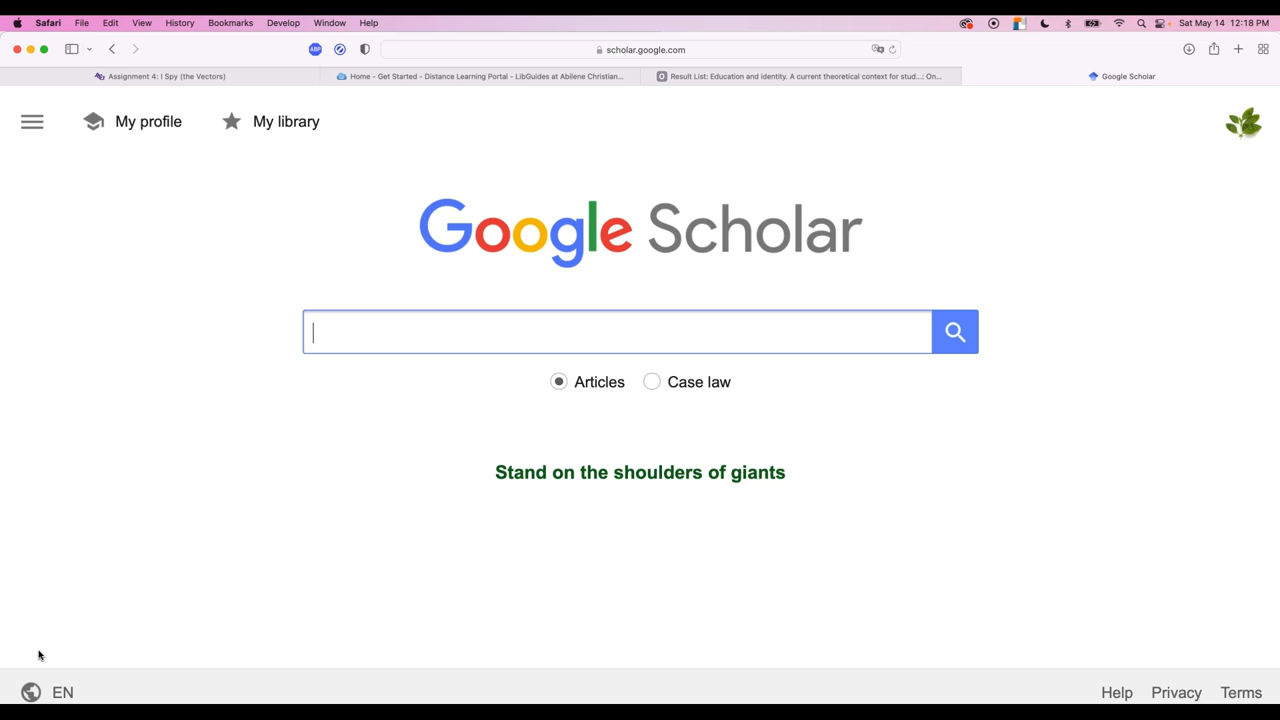 Safari File Edit View History Bookmarks Develop Window Help Sat May 14 12:18 PM
ABP scholar.google.com
Assignment 4: I Spy (the Vectors) Home - Get Started - Distance Learning Portal - LibGuides at Abilene Christian... Result List: Education and identity. A current theoretical context for stud...: On... Google Scholar
My profile My library
Google Scholar
Articles Case law
Stand on the shoulders of giants
EN Help Privacy Terms